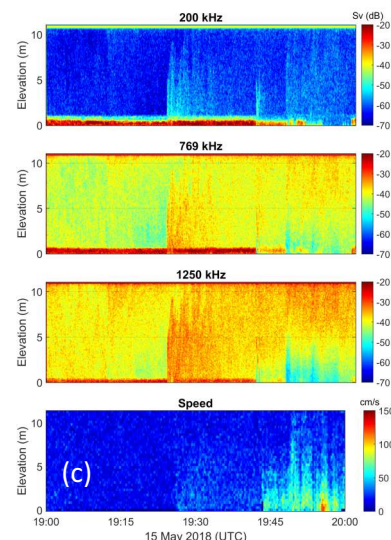 200 kHz
Sv (dB)
Elevation (m)
10
5
0
-20
-30
-40
-50
-60
-70
769 kHz
Elevation (m)
10
5
0
-20
-30
-40
-50
-60
-70
1250 kHz
Elevation (m)
10
5
0
-20
-30
-40
-50
-60
-70
Speed
cm/s
Elevation (m)
10
5
0
150
100
50
0
(c)
19:00 19:15 19:30 19:45 20:00
15 May 2018 (UTC)